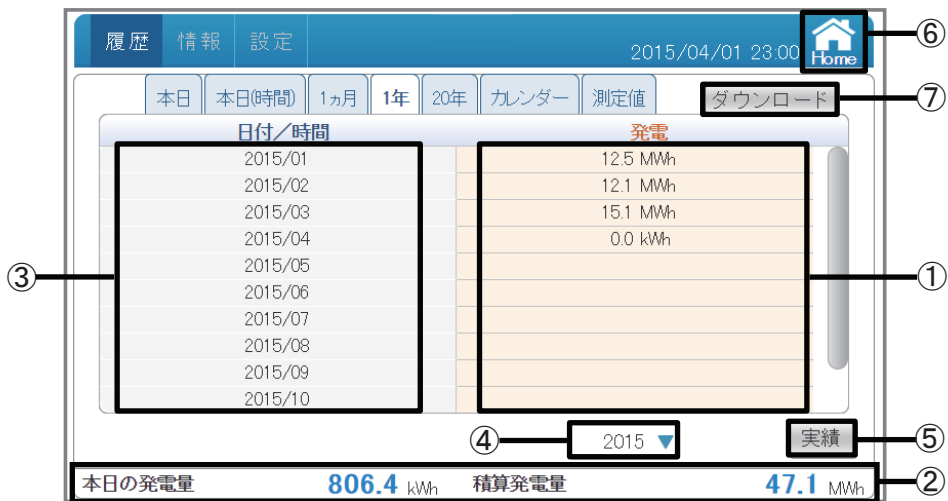 履歴 情報 設定 2015/04/01 23:00 Home ⑥
本日 本日(時間) 1ヵ月 1年 20年 カレンダー 測定値 ダウンロード ⑦
日付／時間 発電
2015/01 12.5 MWh
2015/02 12.1 MWh
2015/03 15.1 MWh
2015/04 0.0 kWh
③ 2015/05 ①
2015/06
2015/07
2015/08
2015/09
2015/10
④ 2015 ▼ 実績 ⑤
本日の発電量 806.4 kWh 積算発電量 47.1 MWh ②